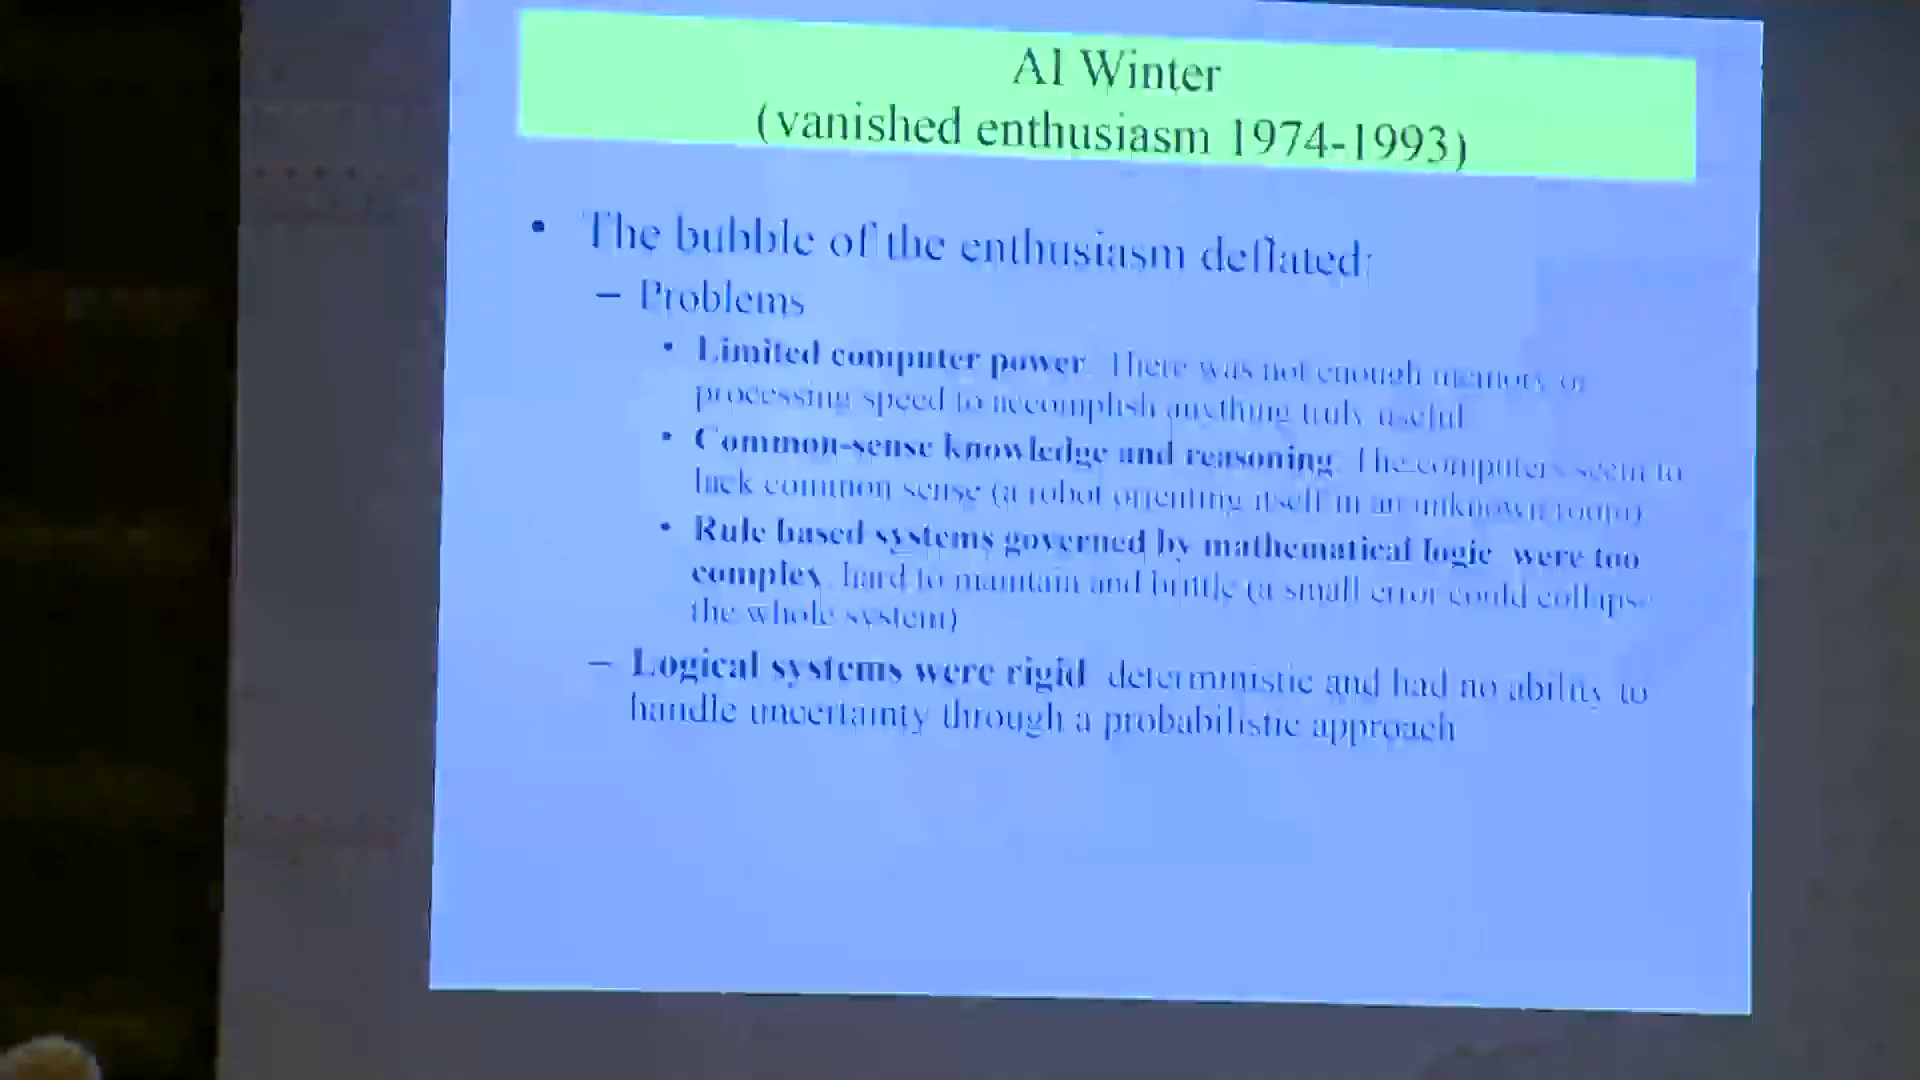 AI Winter
(vanished enthusiasm 1974-1993)
• The bubble of the enthusiasm deflated:
– Problems
• Limited computer power. There was not enough memory or
processing speed to accomplish anything truly useful
• Common-sense knowledge and reasoning. The computers seem to
lack common sense (a robot orienting itself in an unknown room)
• Rule based systems governed by mathematical logic were too
complex, hard to maintain and brittle (a small error could collapse
the whole system)
– Logical systems were rigid deterministic and had no ability to
handle uncertainty through a probabilistic approach